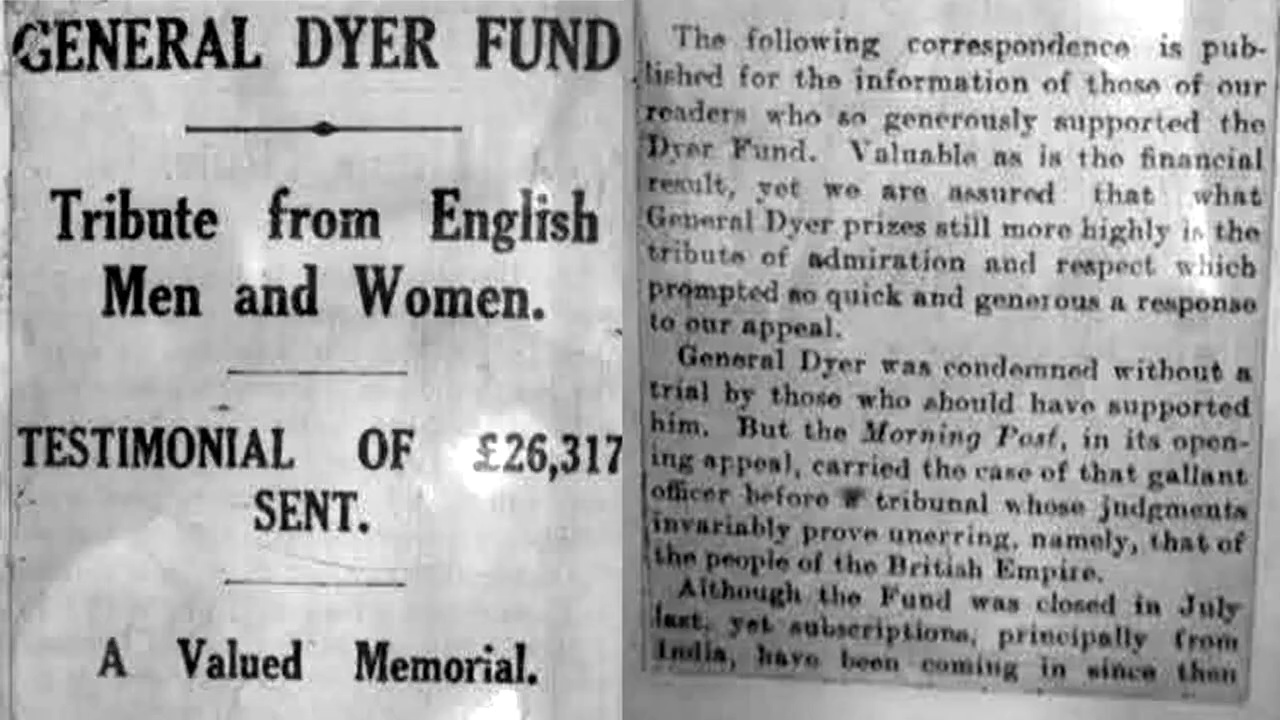 GENERAL DYER FUND
Tribute from English
Men and Women.
TESTIMONIAL OF £26,317
SENT.
A Valued Memorial.
The following correspondence is pub-
lished for the information of those of our
readers who so generously supported the
Dyer Fund. Valuable as is the financial
result, yet we are assured that what
General Dyer prizes still more highly is the
tribute of admiration and respect which
prompted so quick and generous a response
to our appeal.
General Dyer was condemned without a
trial by those who should have supported
him. But the Morning Post, in its open-
ing appeal, carried the case of that gallant
officer before tribunal whose judgments
invariably prove unerring, namely, that of
the people of the British Empire.
Although the Fund was closed in July
last, yet subscriptions, principally from
India, have been coming in since then